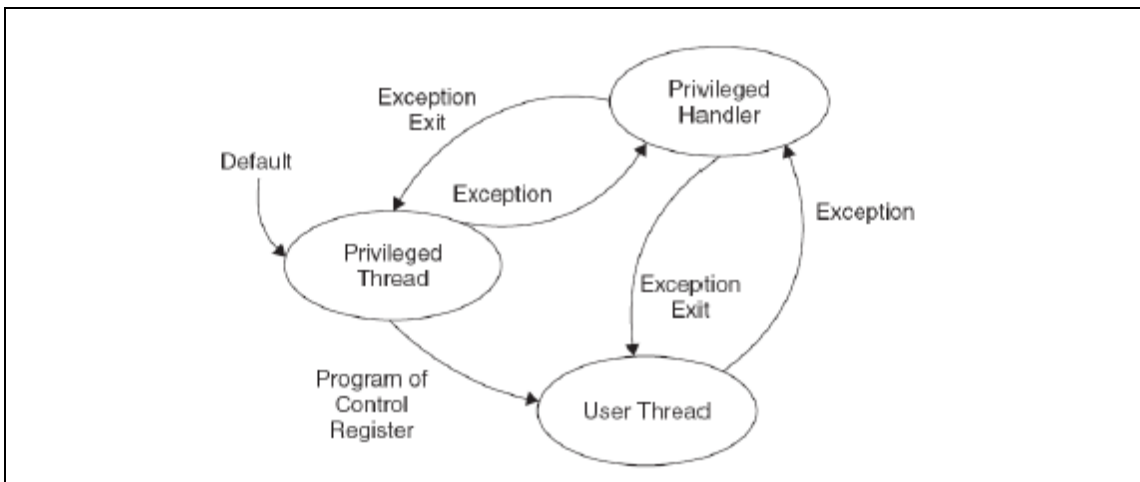 Privileged
Handler
Exception
Exit
Default
Exception
Exception
Privileged
Thread
Exception
Exit
Program of
Control
Register
User Thread